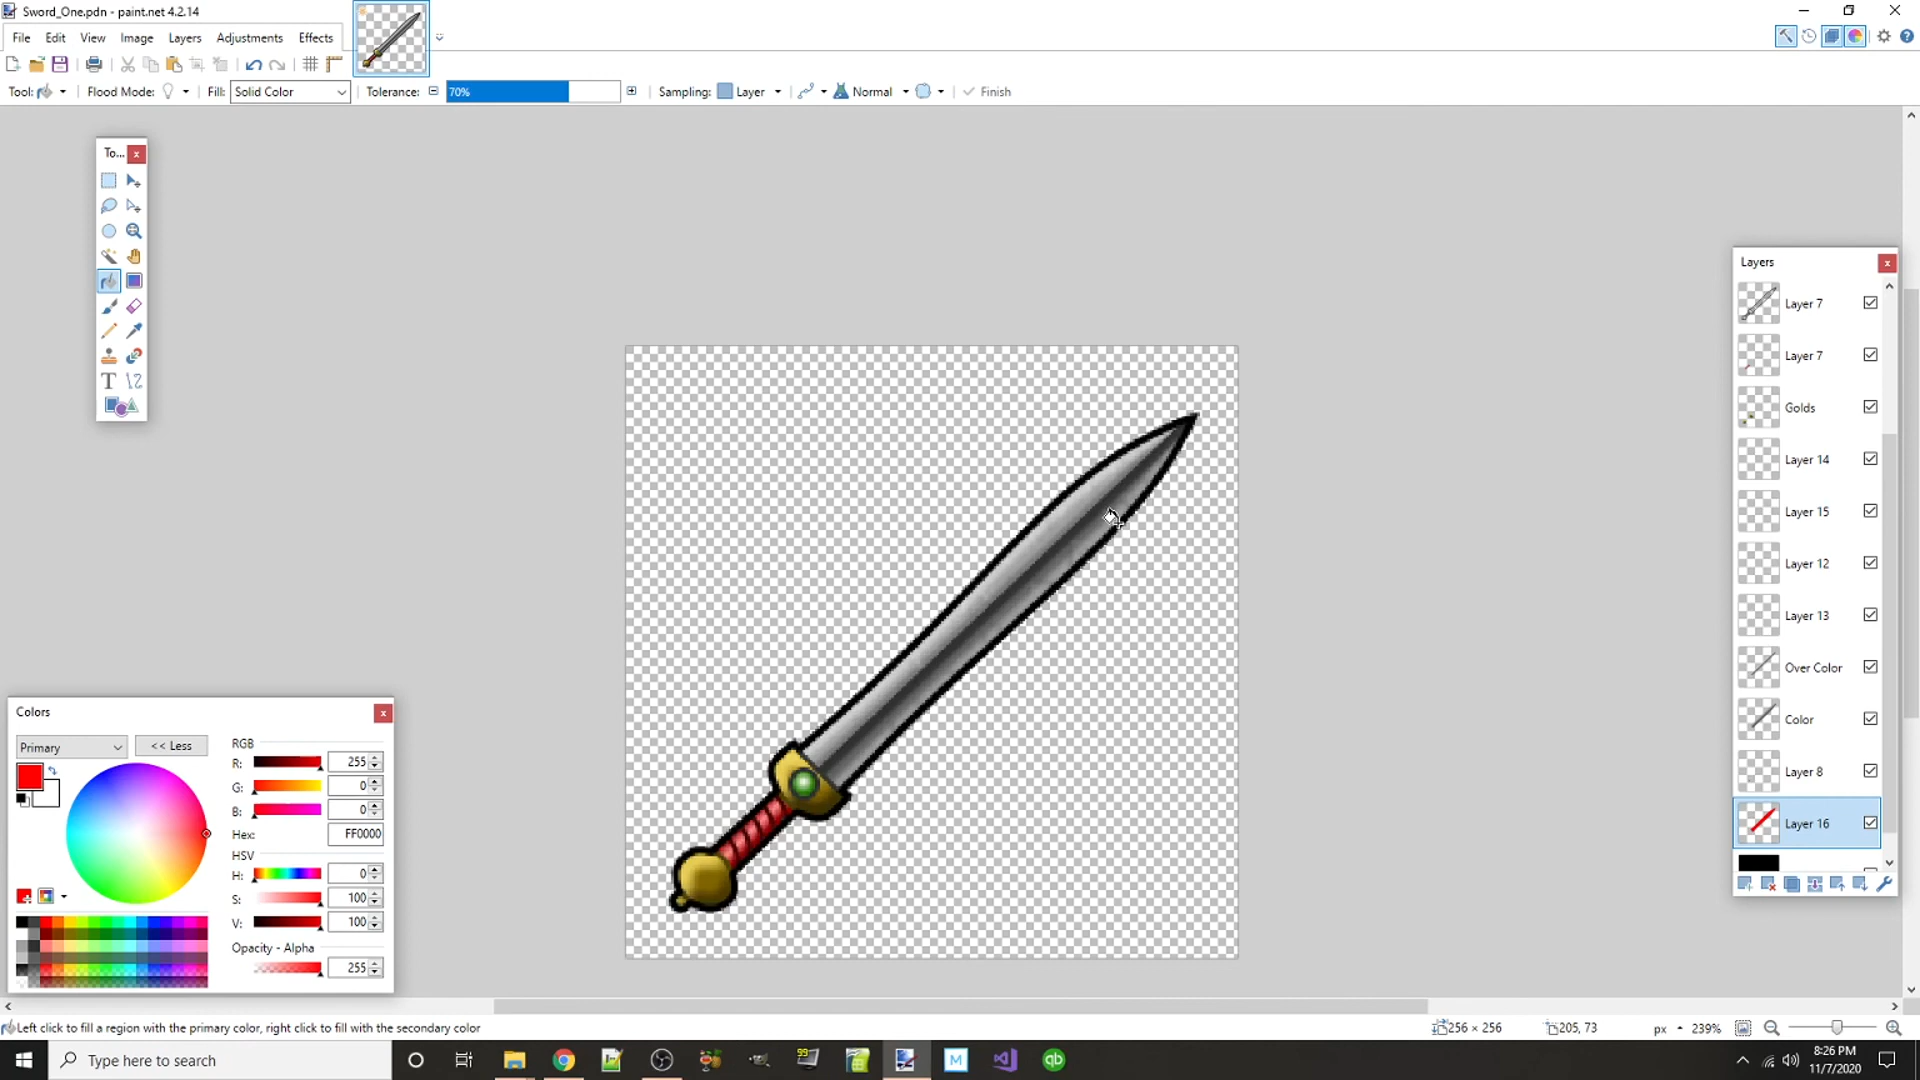 Sword_One.pdn - paint.net 4.2.14
File Edit View Image Layers Adjustments Effects
Tool: Flood Mode: Fill: Solid Color Tolerance: 70% Sampling: Layer Normal Finish
To...
Layers
Layer 7
Layer 7
Golds
Layer 14
Layer 15
Layer 12
Layer 13
Over Color
Color
Layer 8
Layer 16
Colors
Primary
<< Less
RGB
R: 255
G: 0
B: 0
Hex: FF0000
HSV
H: 0
S: 100
V: 100
Opacity - Alpha
255
Left click to fill a region with the primary color, right click to fill with the secondary color
256 × 256
205, 73
px
239%
Type here to search
99
M
qb
8:26 PM
11/7/2020